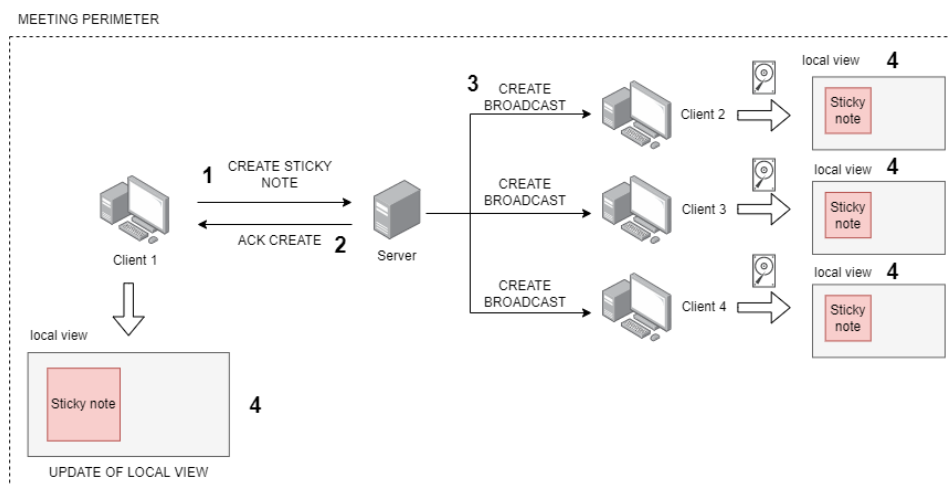 MEETING PERIMETER
local view
4
3
CREATE
BROADCAST
Client 2
Sticky
note
1
CREATE STICKY
NOTE
ACK CREATE
2
Client 1
Server
CREATE
BROADCAST
Client 3
local view
4
Sticky
note
CREATE
BROADCAST
Client 4
local view
4
Sticky
note
local view
Sticky note
4
UPDATE OF LOCAL VIEW